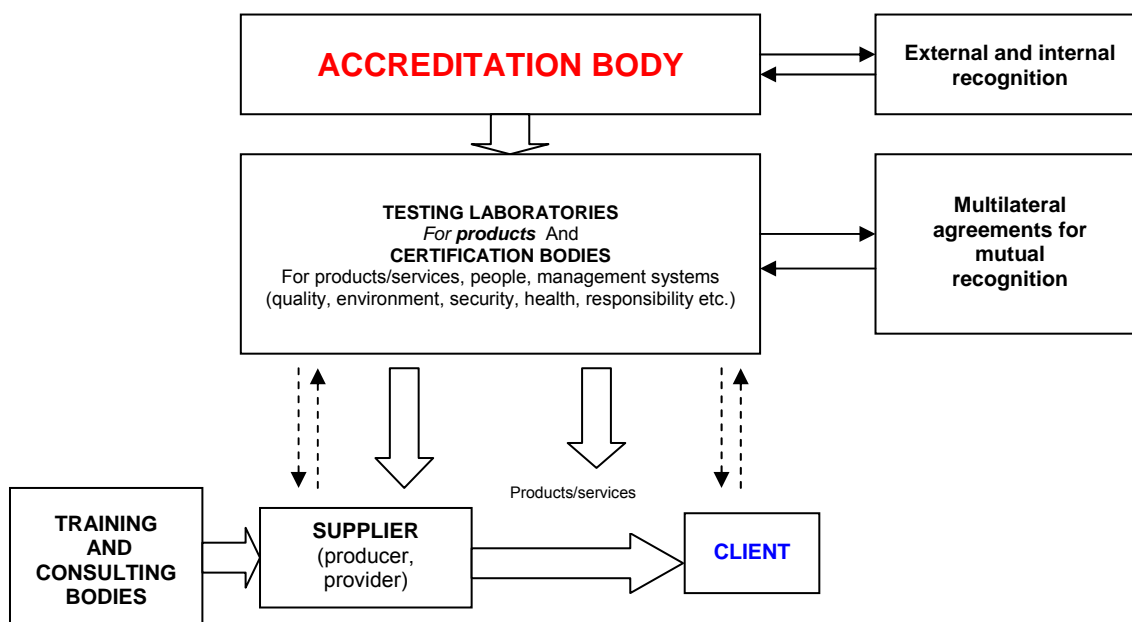 ACCREDITATION BODY
External and internal
recognition
TESTING LABORATORIES
For products And
CERTIFICATION BODIES
For products/services, people, management systems
(quality, environment, security, health, responsibility etc.)
Multilateral
agreements for
mutual
recognition
Products/services
TRAINING
AND
CONSULTING
BODIES
SUPPLIER
(producer,
provider)
CLIENT